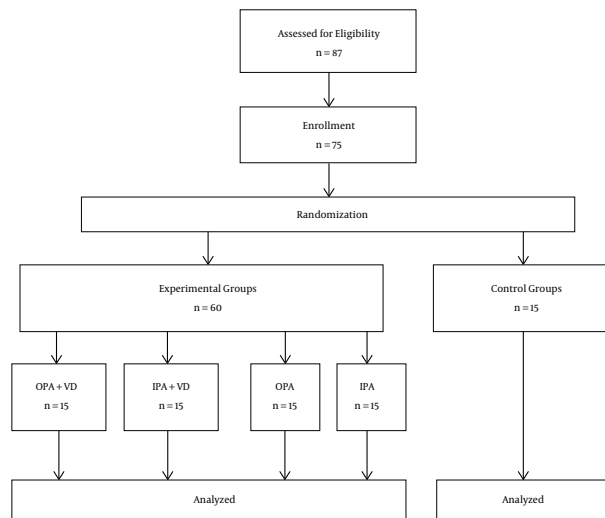 Assessed for Eligibility
n = 87
Enrollment
n = 75
Randomization
Experimental Groups
n = 60
Control Groups
n = 15
OPA + VD
n = 15
IPA + VD
n = 15
OPA
n = 15
IPA
n = 15
Analyzed
Analyzed